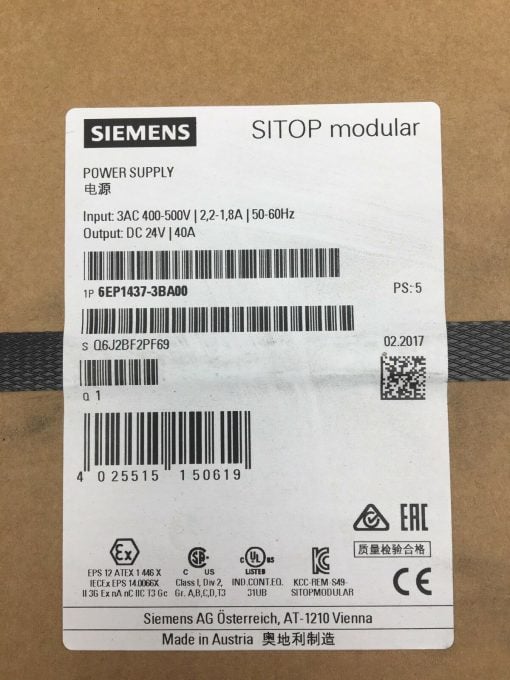 SIEMENS
SITOP modular
POWER SUPPLY
电源
Input: 3AC 400-500V | 2,2-1,8A | 50-60Hz
Output: DC 24V | 40A
1P 6EP1437-3BA00
PS: 5
S Q6J2BF2PF69
02.2017
Q 1
4 025515 150619
EAC
质量检验合格
Ex
EPS 12 ATEX 1 446 X
IECEx EPS 14.0066X
II 3G Ex nA nC IIC T3 Gc
SA
C US
Class I, Div 2,
Gr. A,B,C,D,T3
C UL US
LISTED
IND.CONT.EQ.
31UB
KCC-REM-S49-
SITOPMODULAR
CE
Siemens AG Österreich, AT-1210 Vienna
Made in Austria 奥地利制造